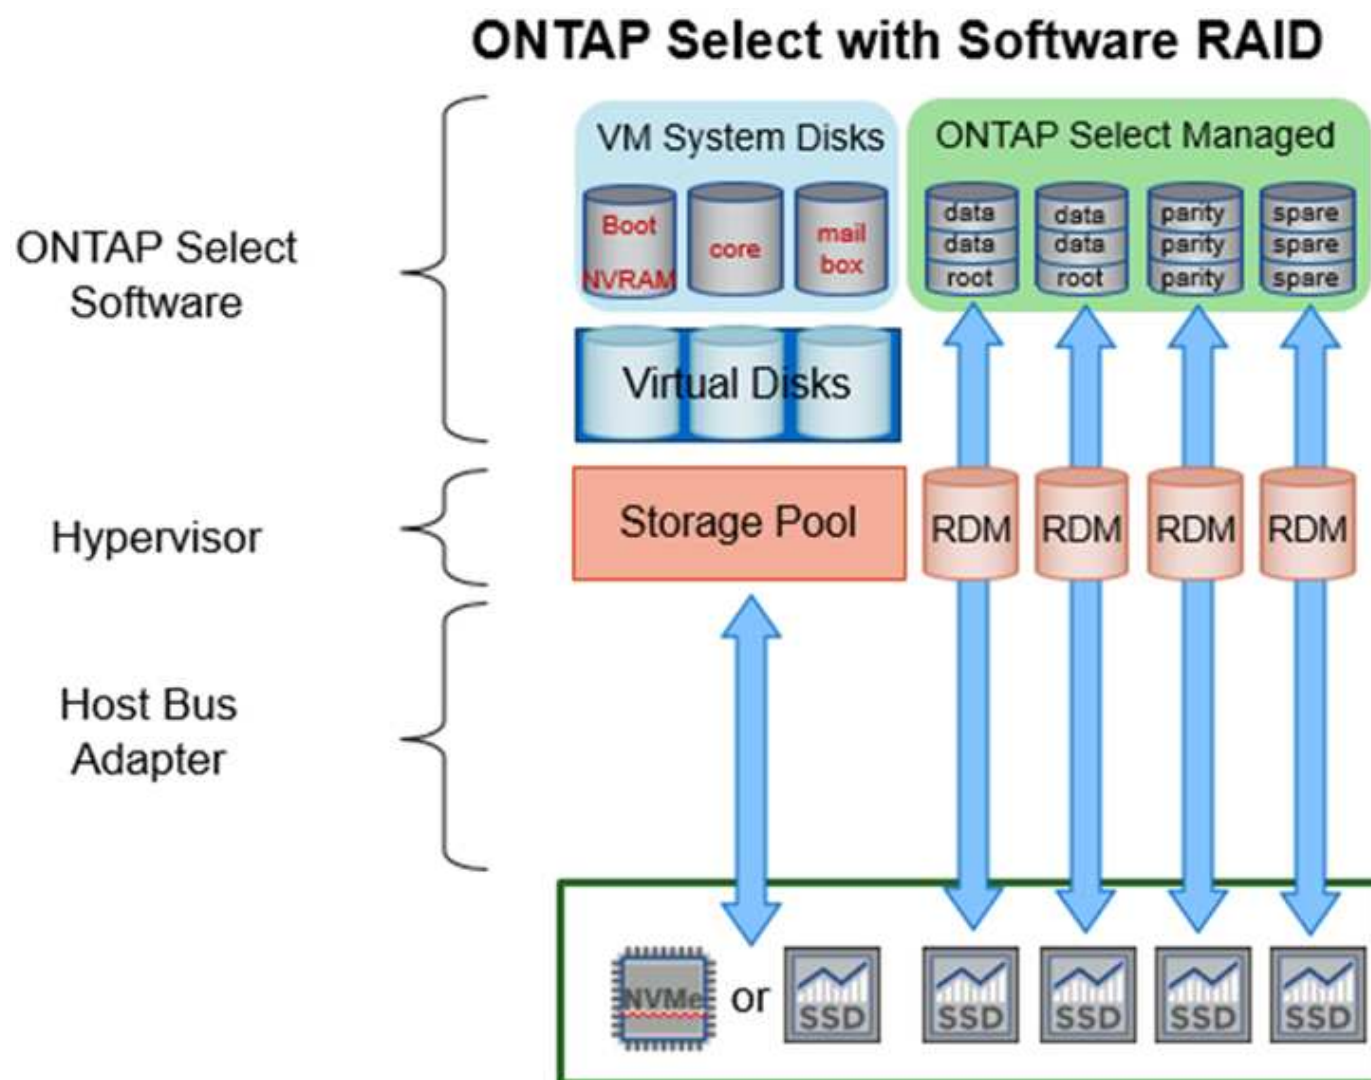 ONTAP Select with Software RAID
ONTAP Select
Software
VM System Disks
Boot
NVRAM
core
mail
box
ONTAP Select Managed
data
data
root
data
data
root
parity
parity
parity
spare
spare
spare
Virtual Disks
Hypervisor
Storage Pool
RDM
RDM
RDM
RDM
Host Bus
Adapter
NVMe
or
SSD
SSD
SSD
SSD
SSD